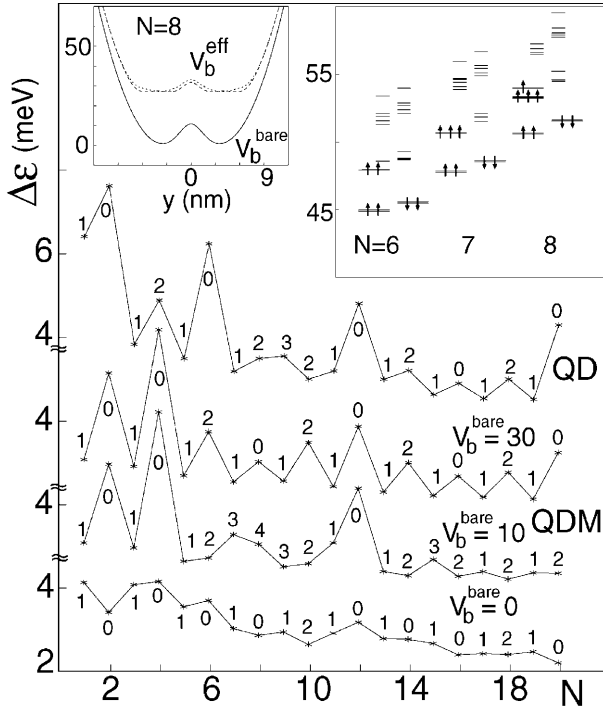 N=8
V_b^eff
V_b^bare
50
0
0
9
y (nm)
55
45
N=6 7 8
Δε (meV)
6
4
4
4
4
2
1 0 1 2 1 0 1 2 3 2 1 0 1 2 1 0 1 2 1 0
QD
1 0 1 0 1 2 1 0 1 2 1 0 1 2 1 0 1 2 1 0
V_b^bare = 30
1 0 1 0 1 2 3 4 3 2 1 0 1 2 3 2 1 2 1 2
QDM
V_b^bare = 10
1 0 1 0 1 0 1 2 1 0 1 0 1 0 1 0 1 2 1 0
V_b^bare = 0
2 6 10 14 18 N